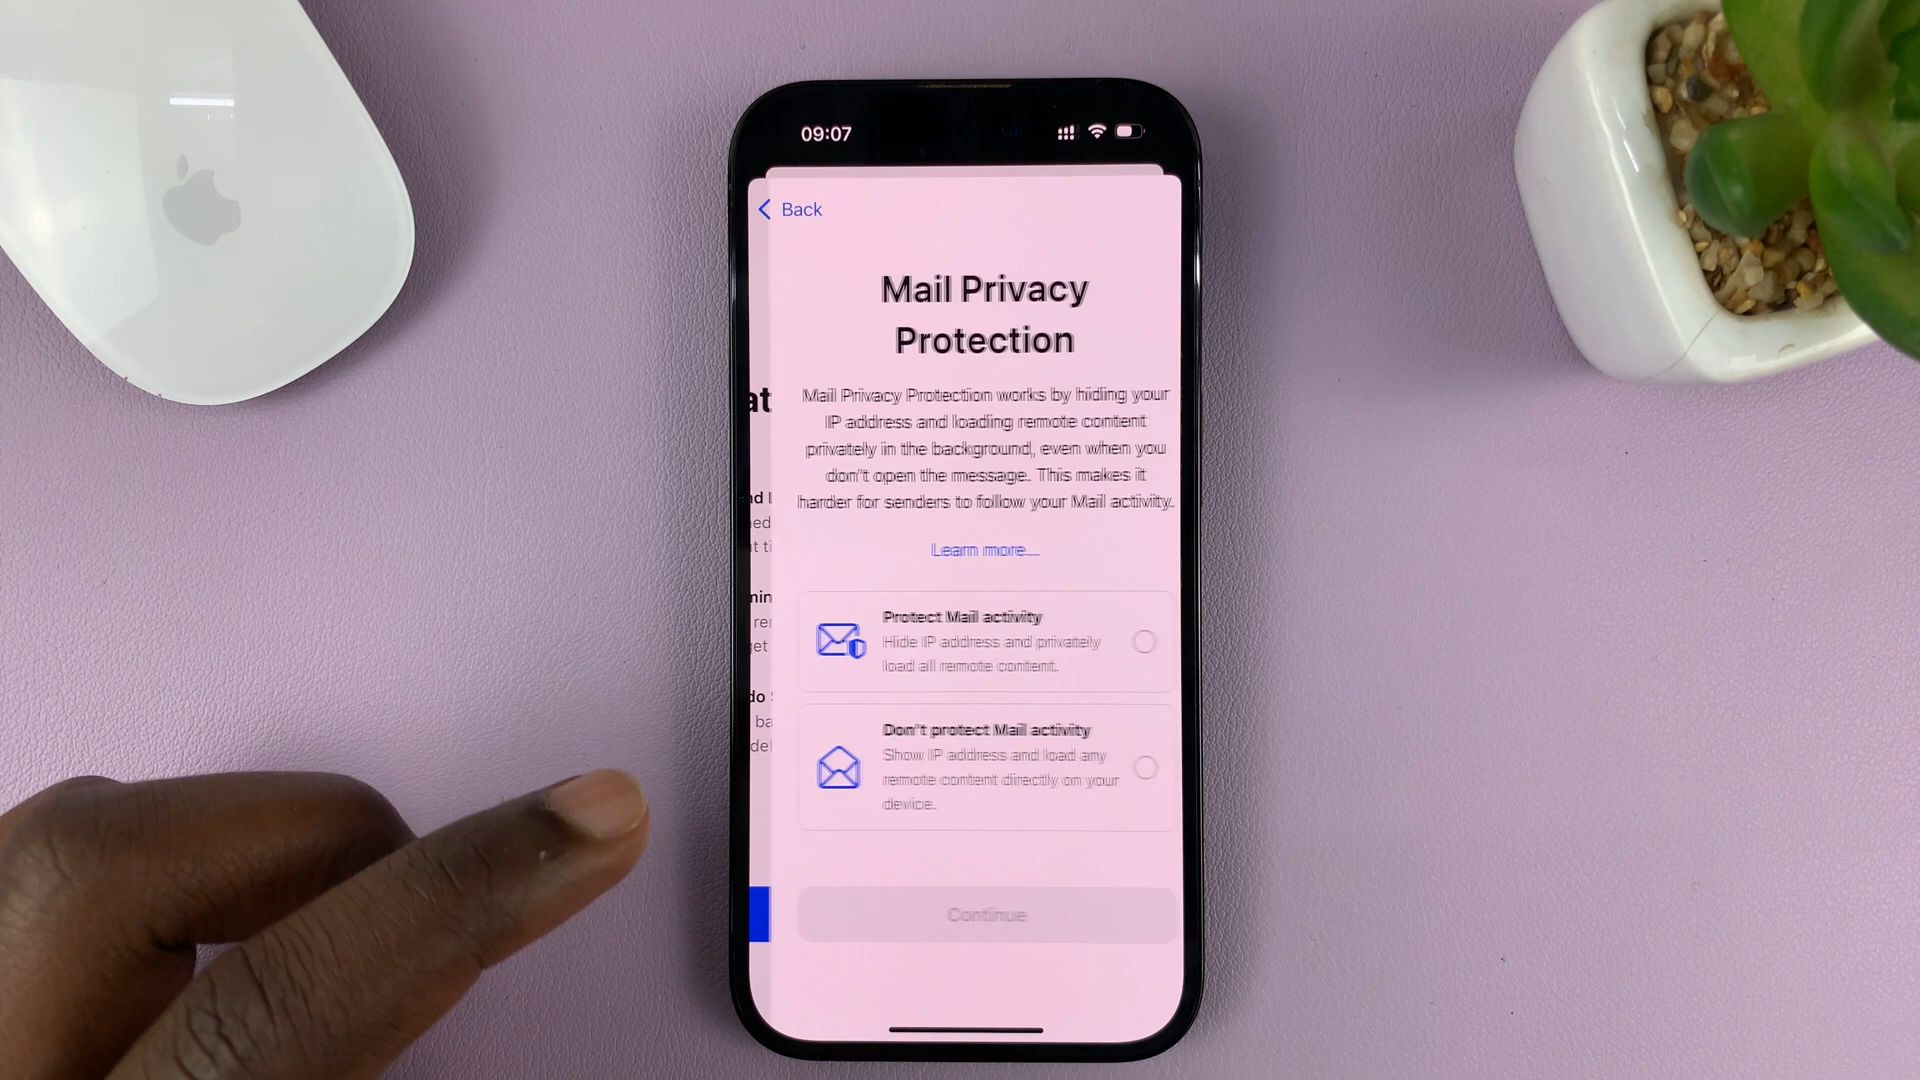 09:07
Back
Mail Privacy
Protection
Mail Privacy Protection works by hiding your
IP address and loading remote content
privately in the background, even when you
don't open the message. This makes it
harder for senders to follow your Mail activity.
Learn more...
Protect Mail activity
Hide IP address and privately
load all remote content.
Don't protect Mail activity
Show IP address and load any
remote content directly on your
device.
Continue